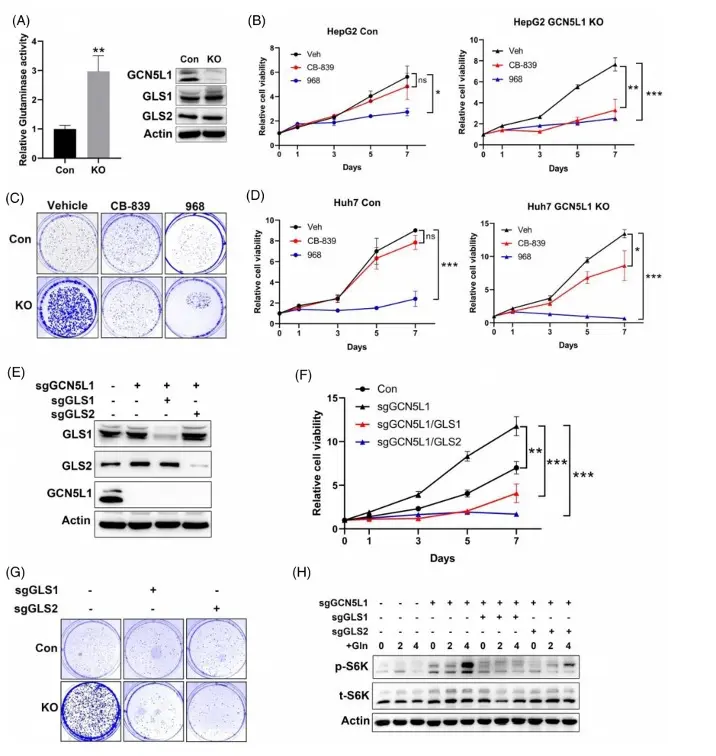 (A)
Relative Glutaminase activity
4
3
2
1
0
Con KO
**
Con KO
GCN5L1
GLS1
GLS2
Actin
(B)
HepG2 Con
Relative cell viability
8
6
4
2
0
0 1 3 5 7
Days
Veh
CB-839
968
ns
*
HepG2 GCN5L1 KO
Relative cell viability
10
8
6
4
2
0
0 1 3 5 7
Days
Veh
CB-839
968
**
***
(C)
Vehicle CB-839 968
Con
KO
(D)
Huh7 Con
Relative cell viability
10
8
6
4
2
0
0 1 3 5 7
Days
Veh
CB-839
968
ns
***
Huh7 GCN5L1 KO
Relative cell viability
15
10
5
0
0 1 3 5 7
Days
Veh
CB-839
968
*
***
(E)
sgGCN5L1 - + + +
sgGLS1 - - + -
sgGLS2 - - - +
GLS1
GLS2
GCN5L1
Actin
(F)
Relative cell viability
15
10
5
0
0 1 3 5 7
Days
Con
sgGCN5L1
sgGCN5L1/GLS1
sgGCN5L1/GLS2
**
***
***
(G)
sgGLS1 - + -
sgGLS2 - - +
Con
KO
(H)
sgGCN5L1 - - - + + + + + + + + +
sgGLS1 - - - - - - + + + - - -
sgGLS2 - - - - - - - - - + + +
+Gln 0 2 4 0 2 4 0 2 4 0 2 4
p-S6K
t-S6K
Actin